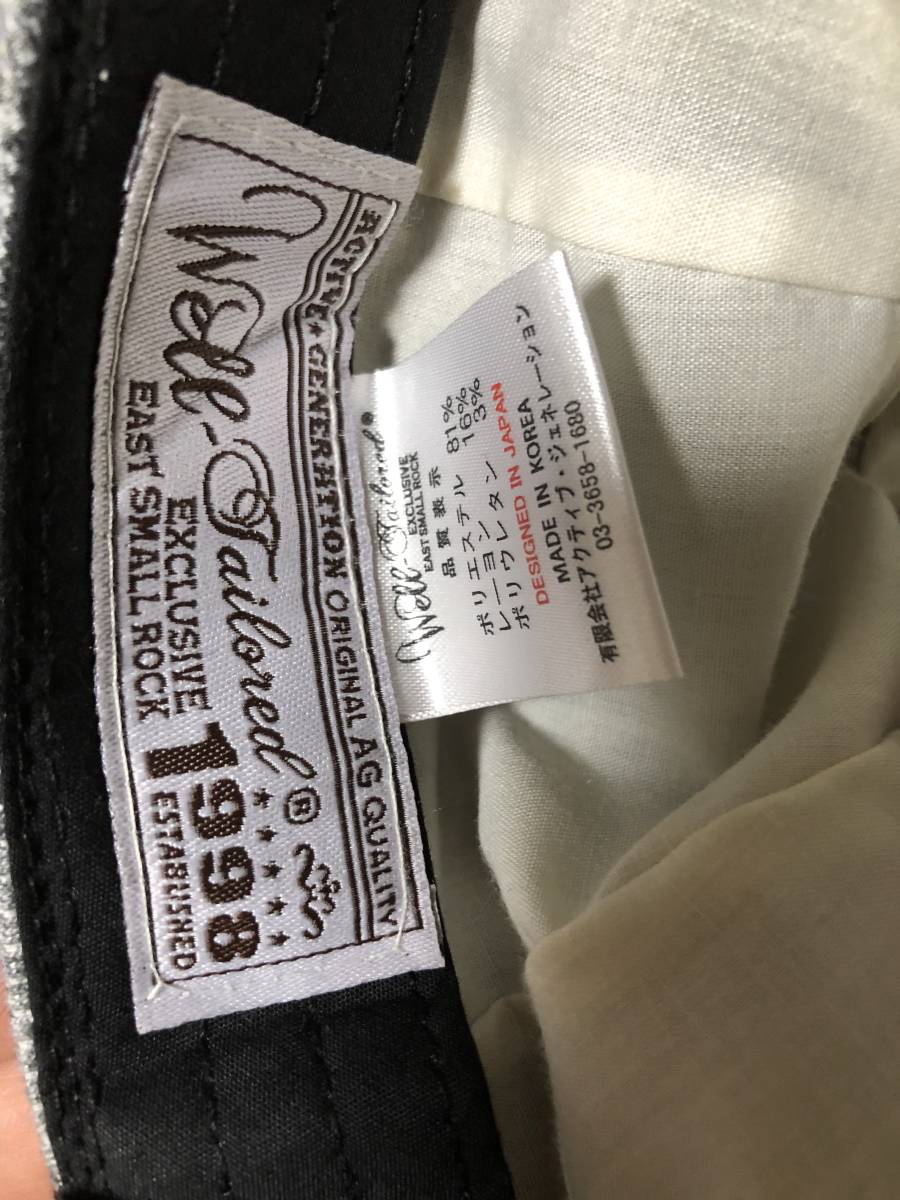 ACTIVE★GENERATION ORIGINAL AG QUALITY
Well-Tailored®
EXCLUSIVE
EAST SMALL ROCK
1998
ESTABLISHED
Well-Tailored®
EXCLUSIVE
EAST SMALL ROCK
品質表示
ポリエステル 81%
レーヨン 16%
ポリウレタン 3%
DESIGNED IN JAPAN
MADE IN KOREA
有限会社アクティブ・ジェネレーション
03-3658-1680